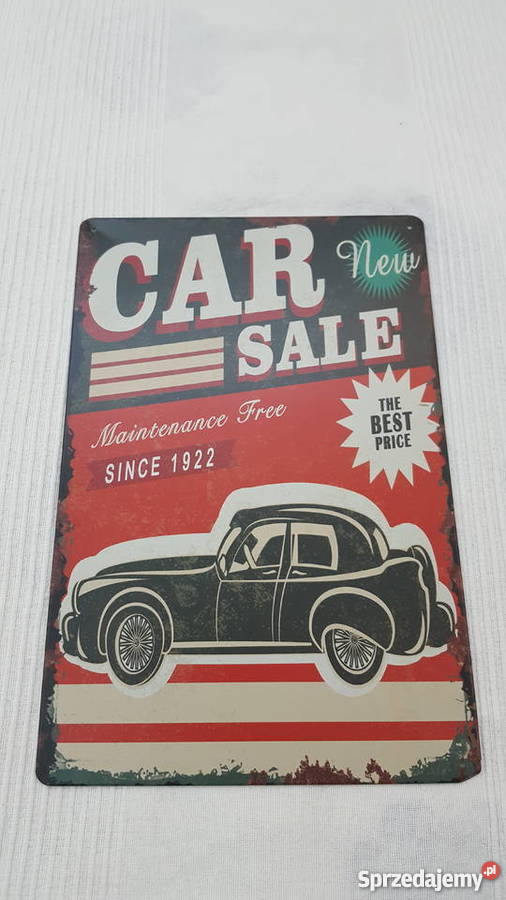 CAR
New
SALE
Maintenance Free
SINCE 1922
THE
BEST
PRICE
Sprzedajemy.pl